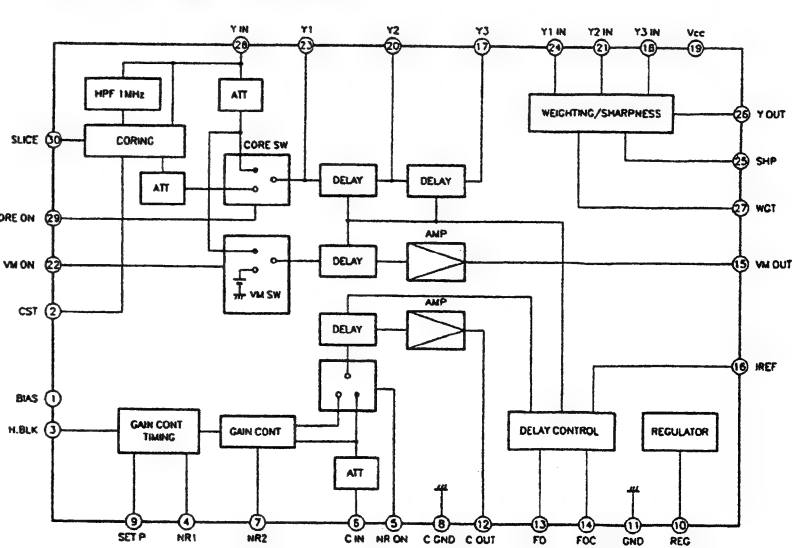 Y IN Y1 Y2 Y3 Y1 IN Y2 IN Y3 IN Vcc
28 23 20 17 24 21 18 19
HPF 1MHz
ATT
WEIGHTING/SHARPNESS
26 Y OUT
SLICE 30
CORING
CORE SW
25 SHP
ATT
DELAY
DELAY
27 WGT
ORE ON 29
AMP
VM ON 22
DELAY
15 VM OUT
VM SW
CST 2
AMP
DELAY
16 IREF
BIAS 1
H.BLK 3
GAIN CONT
TIMING
GAIN CONT
DELAY CONTROL
REGULATOR
ATT
9 4 7 6 5 8 12 13 14 11 10
SET P NR1 NR2 C IN NR ON C GND C OUT FD FOC GND REG